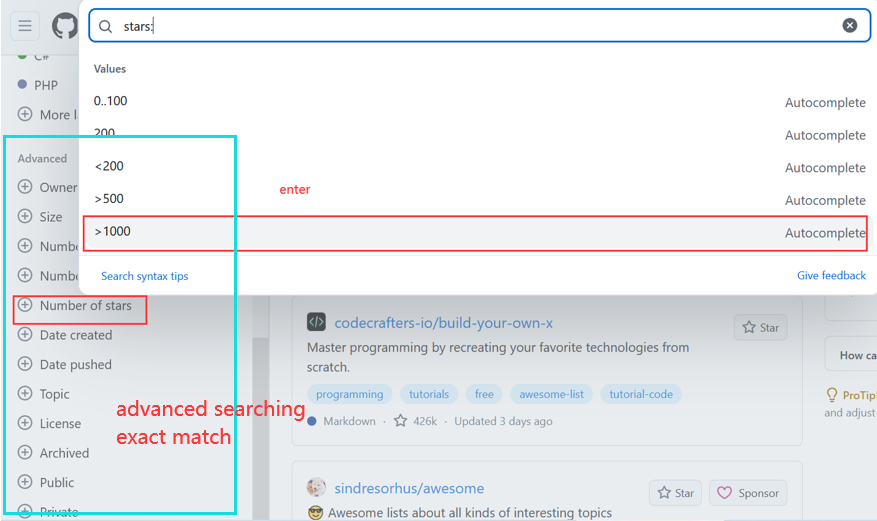 stars:
C#
Values
PHP
0..100 Autocomplete
More l
200 Autocomplete
Advanced
<200 Autocomplete
Owner
enter
>500 Autocomplete
Size
>1000 Autocomplete
Numbe
Numbe
Search syntax tips Give feedback
Number of stars
Date created
Date pushed
Topic
License
Archived
Public
Private
advanced searching
exact match
codecrafters-io/build-your-own-x Star
Master programming by recreating your favorite technologies from
scratch.
programming tutorials free awesome-list tutorial-code
Markdown · 426k · Updated 3 days ago
sindresorhus/awesome Star Sponsor
Awesome lists about all kinds of interesting topics
How ca
ProTip
and adjust